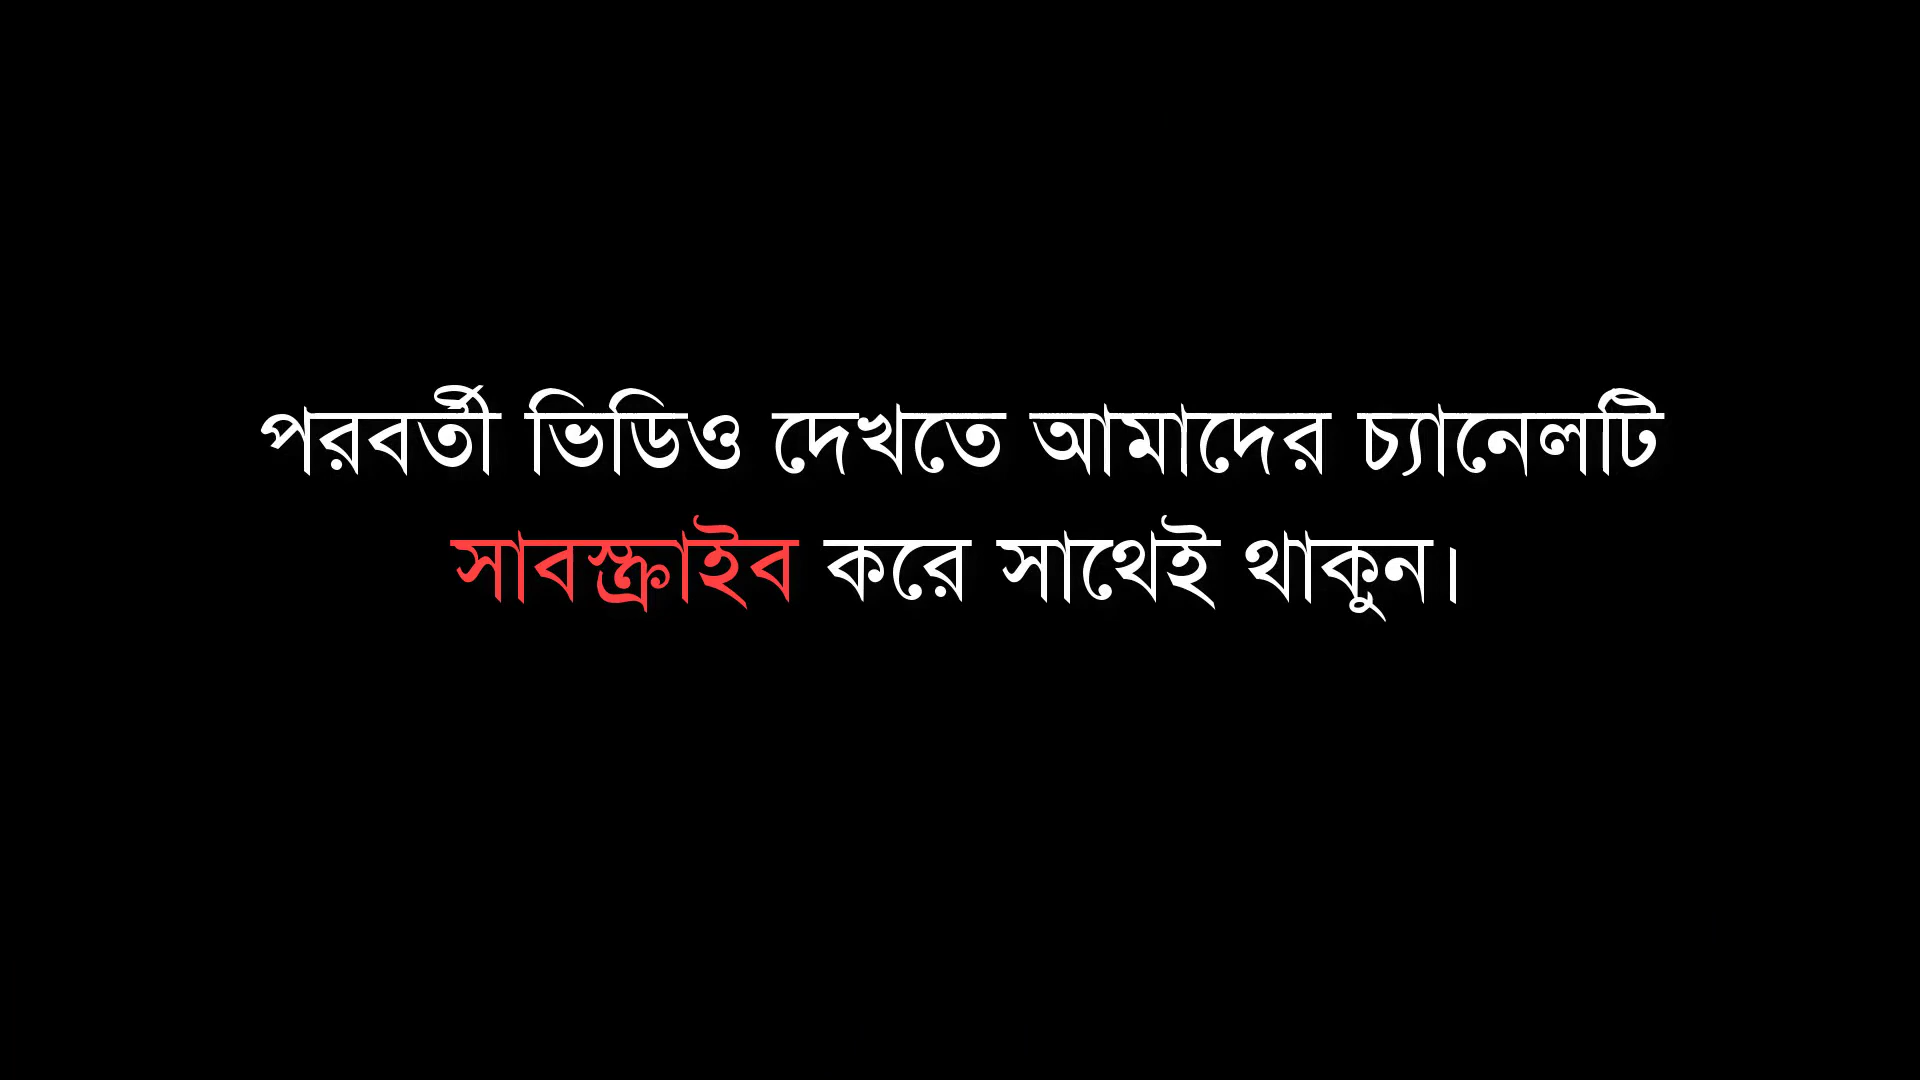 পরবর্তী ভিডিও দেখতে আমাদের চ্যানেলটি
সাবস্ক্রাইব করে সাথেই থাকুন।